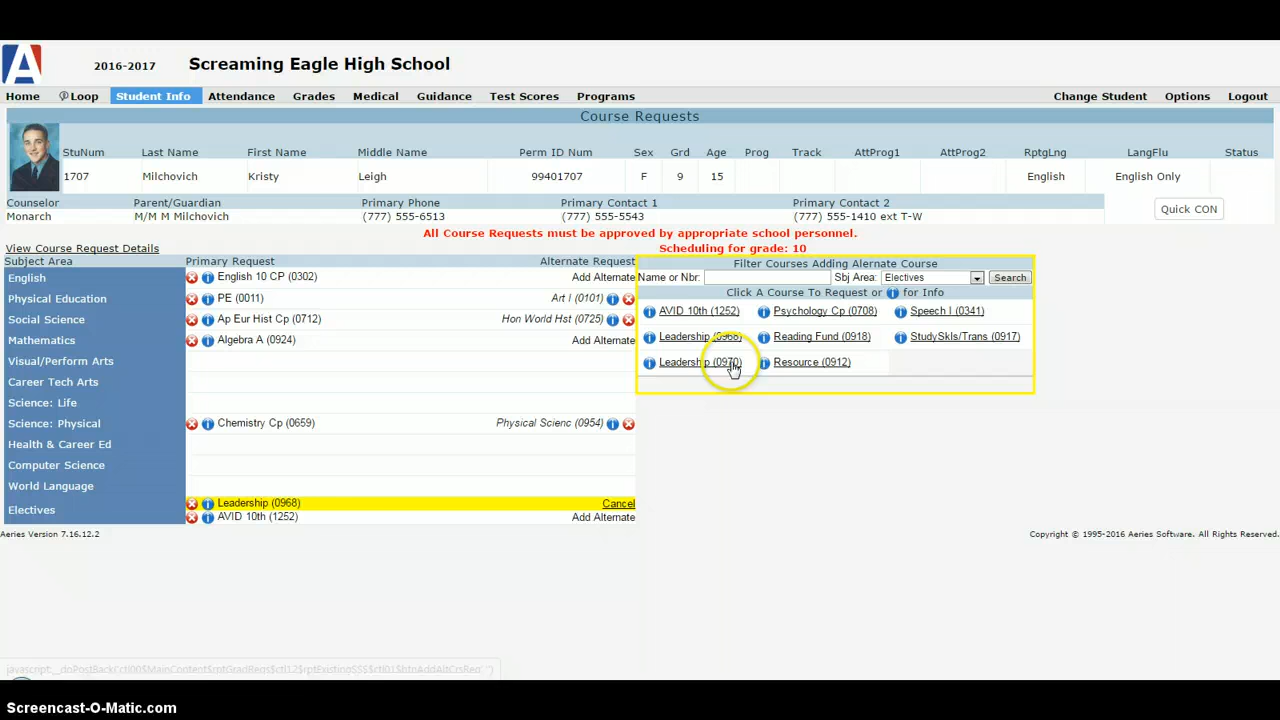 2016-2017 Screaming Eagle High School
Home Loop Student Info Attendance Grades Medical Guidance Test Scores Programs Change Student Options Logout
Course Requests
StuNum Last Name First Name Middle Name Perm ID Num Sex Grd Age Prog Track AttProg1 AttProg2 RptgLng LangFlu Status
1707 Milchovich Kristy Leigh 99401707 F 9 15 English English Only
Counselor Parent/Guardian Primary Phone Primary Contact 1 Primary Contact 2
Monarch M/M M Milchovich (777) 555-6513 (777) 555-5543 (777) 555-1410 ext T-W Quick CON
All Course Requests must be approved by appropriate school personnel.
View Course Request Details Scheduling for grade: 10
Subject Area Primary Request Alternate Request Filter Courses Adding Alernate Course
English English 10 CP (0302) Add Alternate Name or Nbr: Sbj Area: Electives Search
Click A Course To Request or i for Info
Physical Education PE (0011) Art I (0101)
AVID 10th (1252) Psychology Cp (0708) Speech I (0341)
Social Science Ap Eur Hist Cp (0712) Hon World Hst (0725)
Mathematics Algebra A (0924) Add Alternate Leadership (0968) Reading Fund (0918) StudySkls/Trans (0917)
Visual/Perform Arts Leadership (0970) Resource (0912)
Career Tech Arts
Science: Life
Science: Physical Chemistry Cp (0659) Physical Scienc (0954)
Health & Career Ed
Computer Science
World Language
Leadership (0968) Cancel
Electives
AVID 10th (1252) Add Alternate
Aeries Version 7.16.12.2 Copyright © 1995-2016 Aeries Software. All Rights Reserved.
Screencast-O-Matic.com